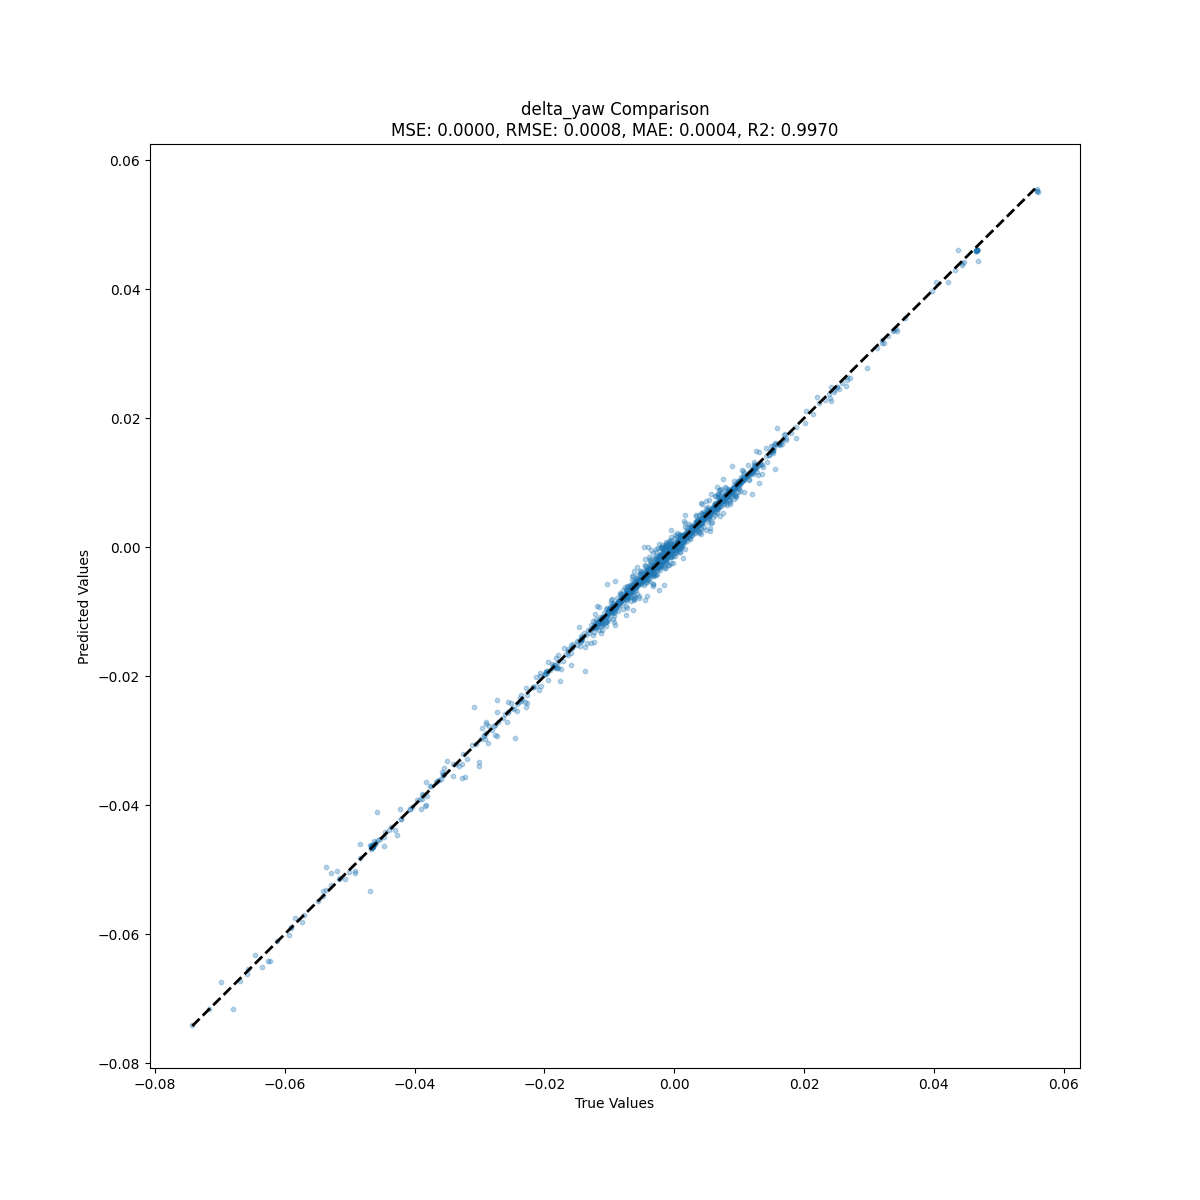 delta_yaw Comparison
MSE: 0.0000, RMSE: 0.0008, MAE: 0.0004, R2: 0.9970
0.06
0.04
0.02
0.00
−0.02
−0.04
−0.06
−0.08
Predicted Values
−0.08 −0.06 −0.04 −0.02 0.00 0.02 0.04 0.06
True Values